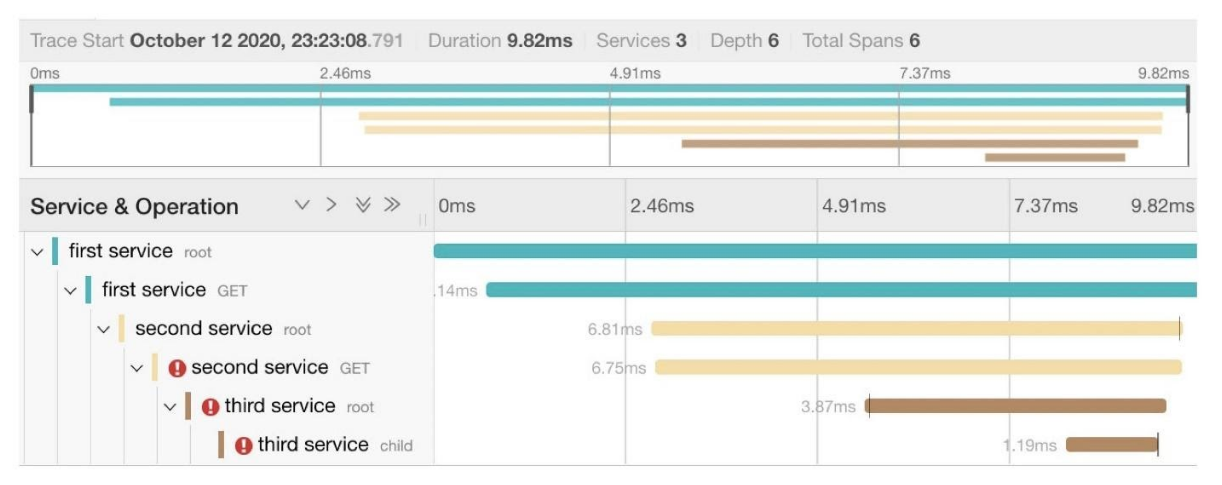 Trace Start October 12 2020, 23:23:08.791 Duration 9.82ms Services 3 Depth 6 Total Spans 6
0ms 2.46ms 4.91ms 7.37ms 9.82ms
Service & Operation 0ms 2.46ms 4.91ms 7.37ms 9.82ms
first service root
first service GET .14ms
second service root 6.81ms
second service GET 6.75ms
third service root 3.87ms
third service child 1.19ms